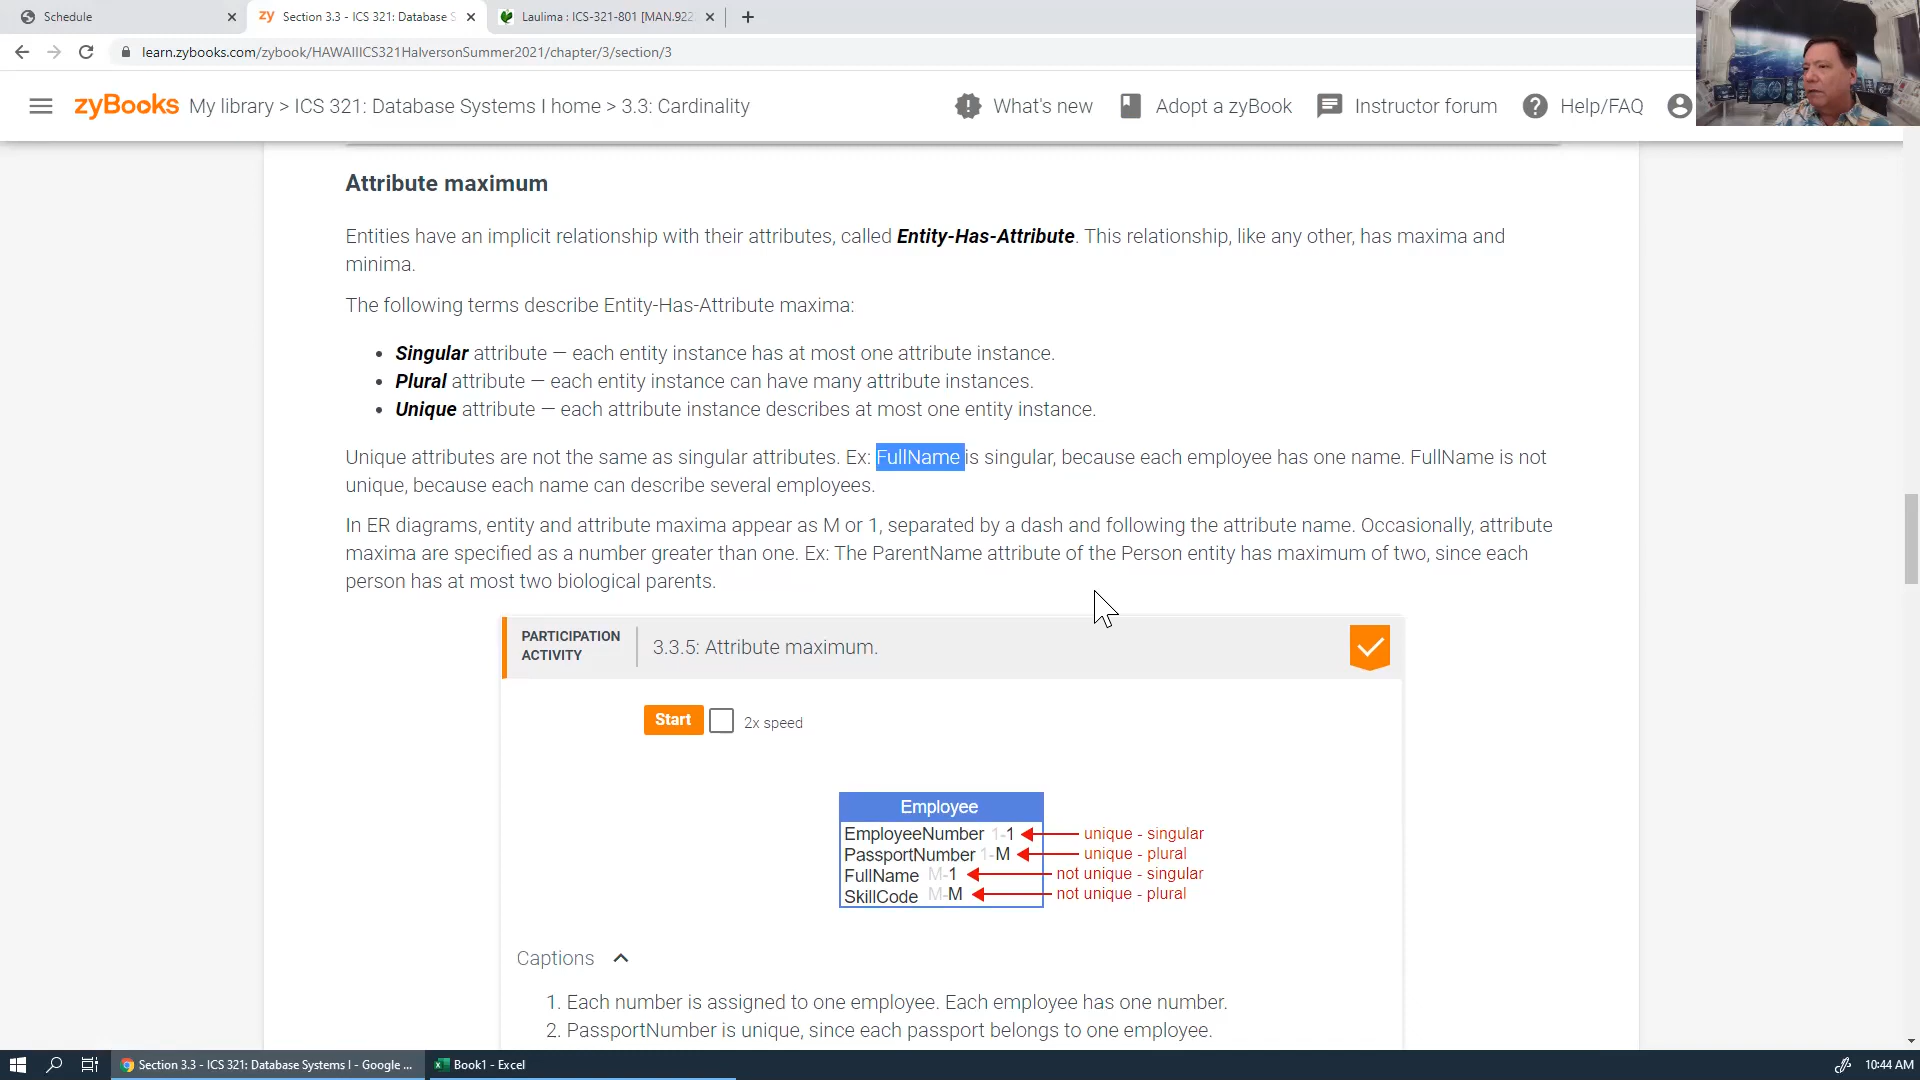 Schedule
zy Section 3.3 - ICS 321: Database S
Laulima : ICS-321-801 [MAN.922
learn.zybooks.com/zybook/HAWAIIICS321HalversonSummer2021/chapter/3/section/3
zyBooks My library > ICS 321: Database Systems I home > 3.3: Cardinality
What's new
Adopt a zyBook
Instructor forum
Help/FAQ
Attribute maximum
Entities have an implicit relationship with their attributes, called Entity-Has-Attribute. This relationship, like any other, has maxima and
minima.
The following terms describe Entity-Has-Attribute maxima:
• Singular attribute — each entity instance has at most one attribute instance.
• Plural attribute — each entity instance can have many attribute instances.
• Unique attribute — each attribute instance describes at most one entity instance.
Unique attributes are not the same as singular attributes. Ex: FullName is singular, because each employee has one name. FullName is not
unique, because each name can describe several employees.
In ER diagrams, entity and attribute maxima appear as M or 1, separated by a dash and following the attribute name. Occasionally, attribute
maxima are specified as a number greater than one. Ex: The ParentName attribute of the Person entity has maximum of two, since each
person has at most two biological parents.
PARTICIPATION
ACTIVITY
3.3.5: Attribute maximum.
Start
2x speed
Employee
EmployeeNumber 1-1 unique - singular
PassportNumber 1-M unique - plural
FullName M-1 not unique - singular
SkillCode M-M not unique - plural
Captions
1. Each number is assigned to one employee. Each employee has one number.
2. PassportNumber is unique, since each passport belongs to one employee.
Section 3.3 - ICS 321: Database Systems I - Google ...
Book1 - Excel
10:44 AM